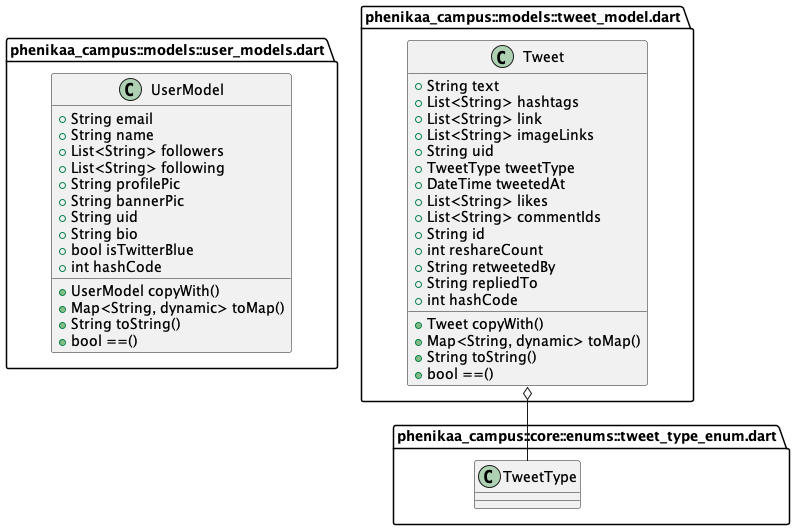 phenikaa_campus::models::user_models.dart
C UserModel
String email
String name
List<String> followers
List<String> following
String profilePic
String bannerPic
String uid
String bio
bool isTwitterBlue
int hashCode
UserModel copyWith()
Map<String, dynamic> toMap()
String toString()
bool ==()
phenikaa_campus::models::tweet_model.dart
C Tweet
String text
List<String> hashtags
List<String> link
List<String> imageLinks
String uid
TweetType tweetType
DateTime tweetedAt
List<String> likes
List<String> commentIds
String id
int reshareCount
String retweetedBy
String repliedTo
int hashCode
Tweet copyWith()
Map<String, dynamic> toMap()
String toString()
bool ==()
phenikaa_campus::core::enums::tweet_type_enum.dart
C TweetType